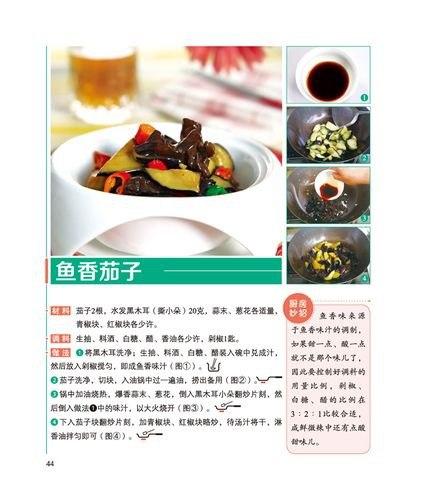 ①
②
③
④
鱼香茄子
材料 茄子2根，水发黑木耳（撕小朵）20克，蒜末、葱花各适量，
青椒块、红椒块各少许。
调料 生抽、料酒、白糖、醋、香油各少许，剁椒1匙。
做法 ❶将黑木耳洗净；生抽、料酒、白糖、醋装入碗中兑成汁，
然后放入剁椒搅匀，即成鱼香味汁（图①）。
❷茄子洗净，切块，入油锅中过一遍油，捞出备用（图②）。
❸锅中加油烧热，爆香蒜末、葱花，倒入黑木耳小朵翻炒片刻，然
后倒入做法❶中的味汁，以大火烧开（图③）。
❹下入茄子块翻炒片刻，加青椒块、红椒块略炒，待汤汁将干，淋
香油拌匀即可（图④）。
厨房
妙招
鱼香味来源
于鱼香味汁的调制，
如果甜一点、酸一点
就不是那个味儿了，
因此要控制好调料的
用量比例，剁椒、
白糖、醋的比例在
3：2：1比较合适，
成鲜微辣中还有点酸
甜味儿。
44